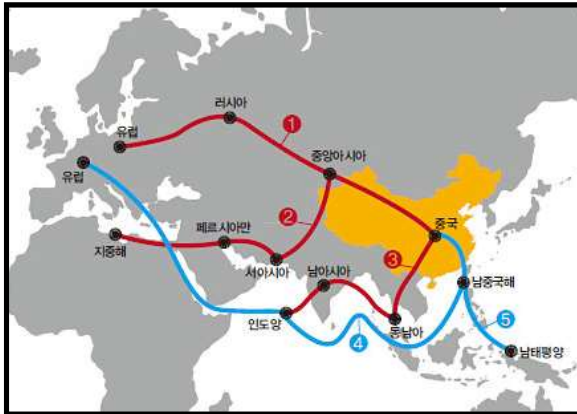 러시아
1
유럽
중앙아시아
유럽
2
페르시아만
중국
지중해
3
서아시아
남아시아
남중국해
인도양
동남아
5
4
남태평양